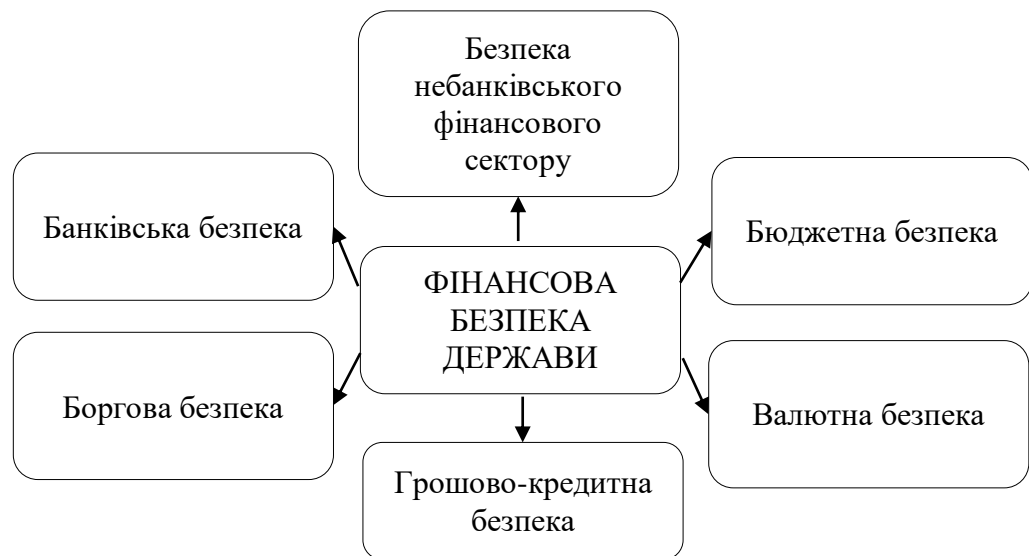 Безпека
небанківського
фінансового
сектору
Банківська безпека
Бюджетна безпека
ФІНАНСОВА
БЕЗПЕКА
ДЕРЖАВИ
Боргова безпека
Валютна безпека
Грошово-кредитна
безпека